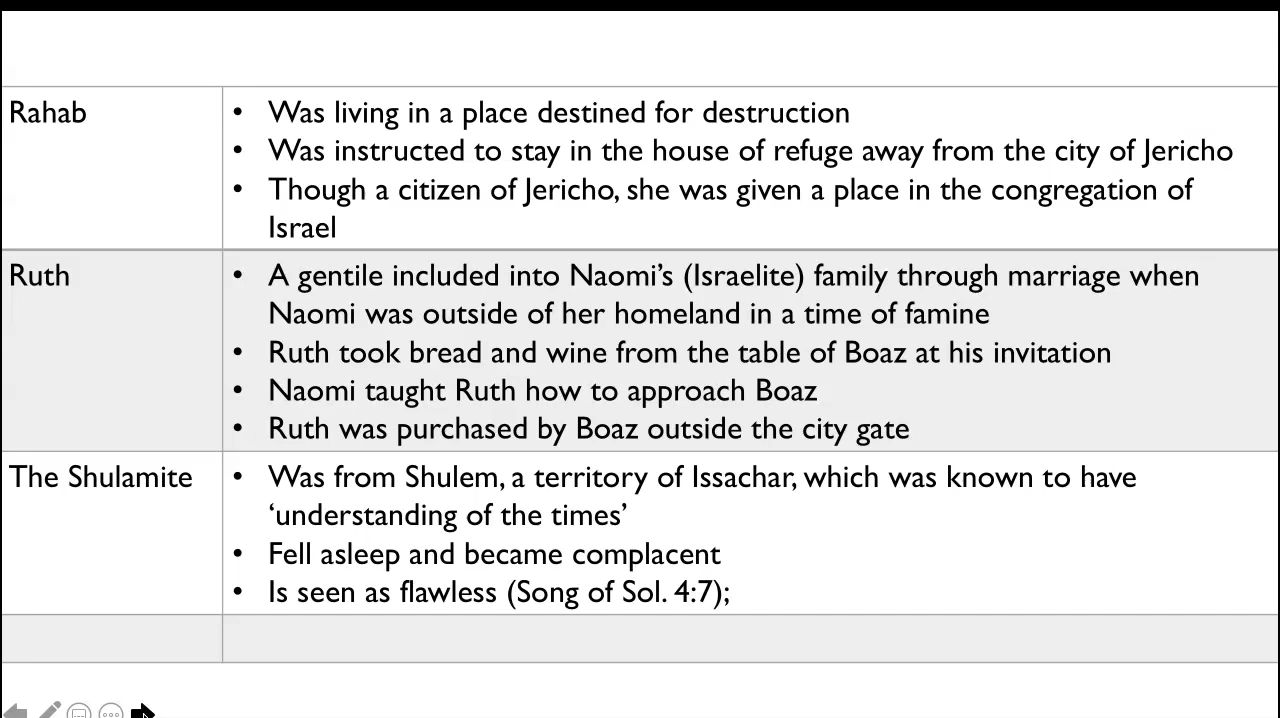 Rahab
• Was living in a place destined for destruction
• Was instructed to stay in the house of refuge away from the city of Jericho
• Though a citizen of Jericho, she was given a place in the congregation of
Israel
Ruth
• A gentile included into Naomi’s (Israelite) family through marriage when
Naomi was outside of her homeland in a time of famine
• Ruth took bread and wine from the table of Boaz at his invitation
• Naomi taught Ruth how to approach Boaz
• Ruth was purchased by Boaz outside the city gate
The Shulamite
• Was from Shulem, a territory of Issachar, which was known to have
‘understanding of the times’
• Fell asleep and became complacent
• Is seen as flawless (Song of Sol. 4:7);